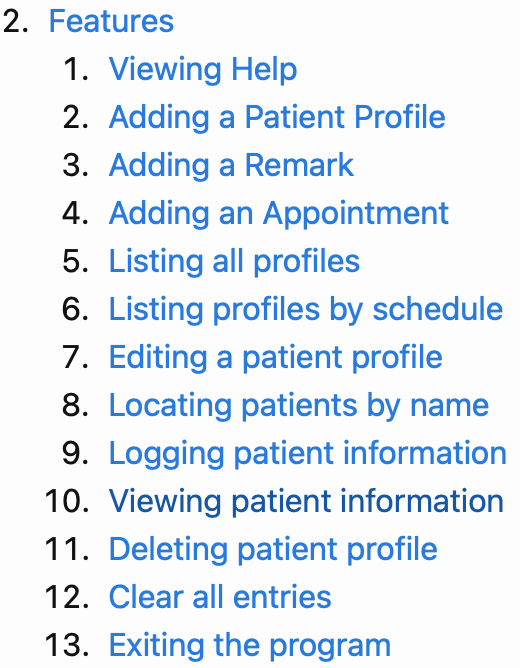 2. Features
1. Viewing Help
2. Adding a Patient Profile
3. Adding a Remark
4. Adding an Appointment
5. Listing all profiles
6. Listing profiles by schedule
7. Editing a patient profile
8. Locating patients by name
9. Logging patient information
10. Viewing patient information
11. Deleting patient profile
12. Clear all entries
13. Exiting the program